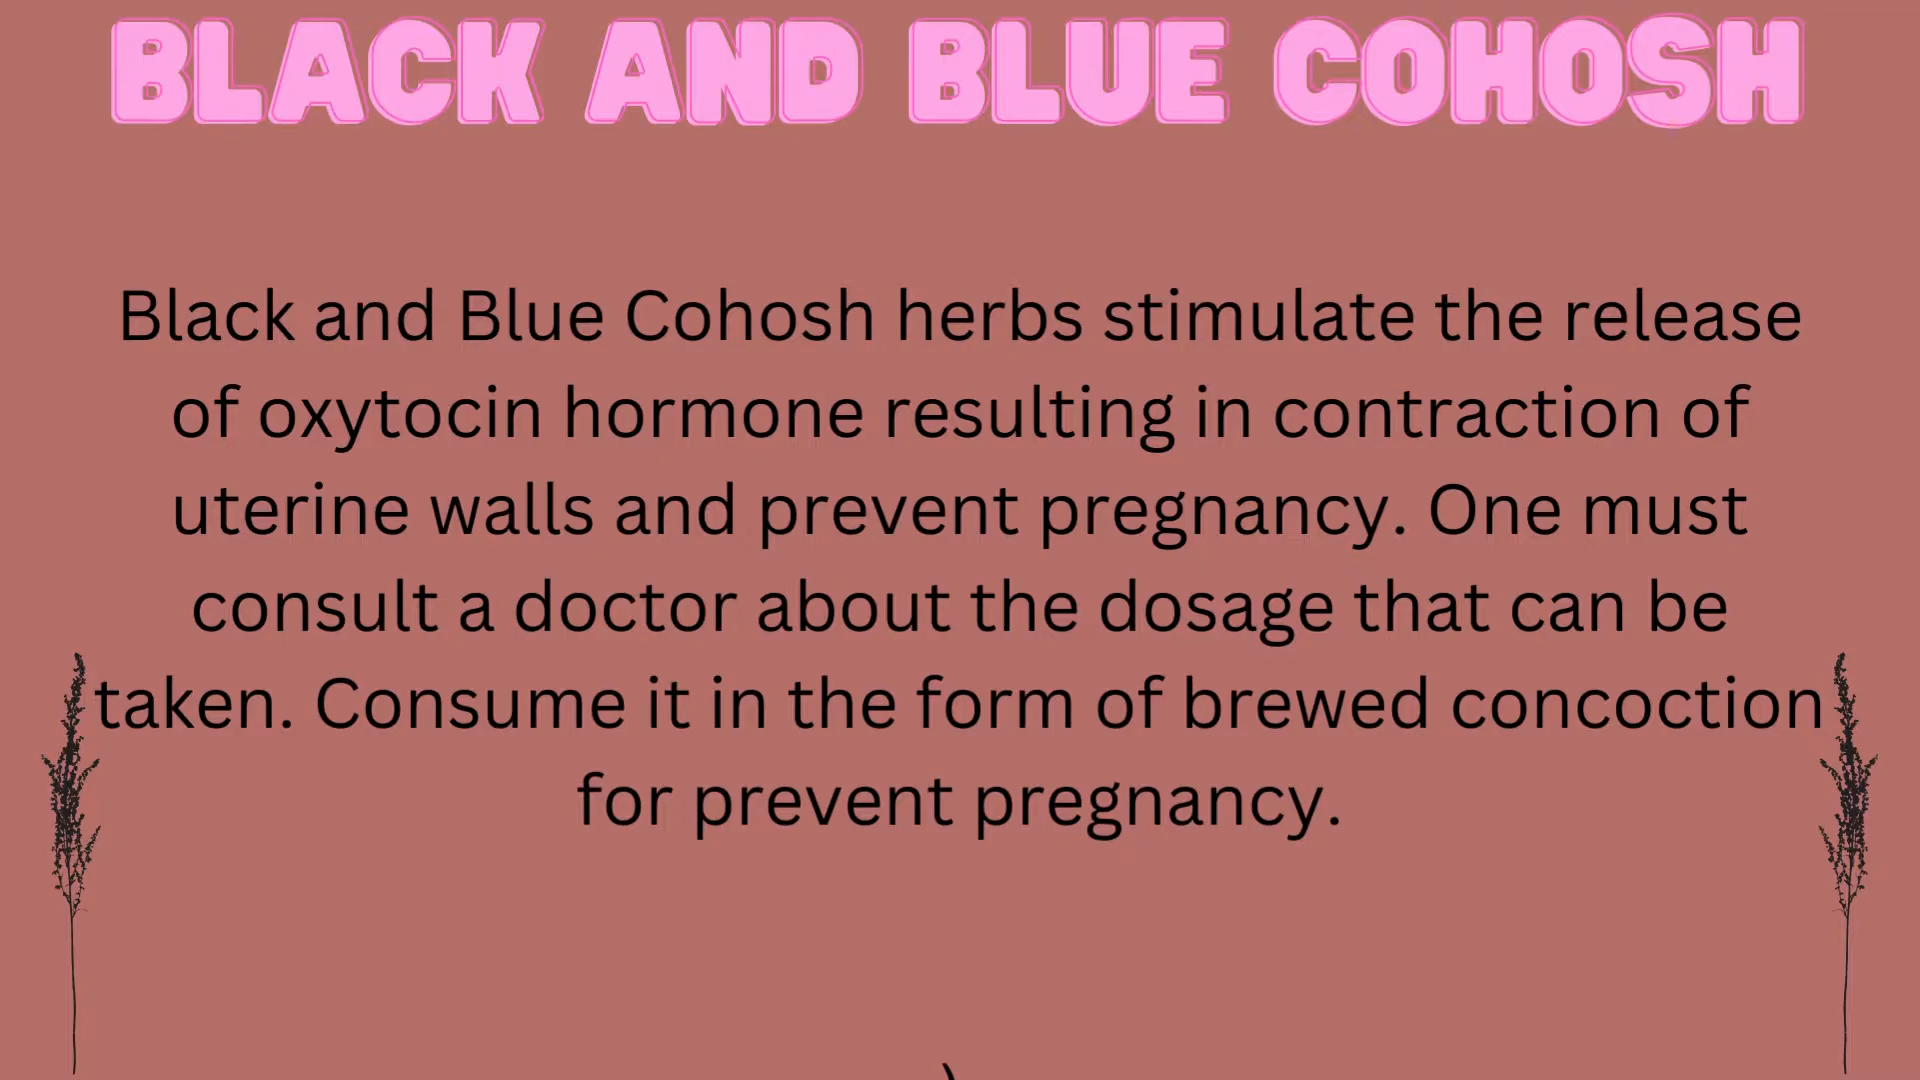 BLACK AND BLUE COHOSH
Black and Blue Cohosh herbs stimulate the release
of oxytocin hormone resulting in contraction of
uterine walls and prevent pregnancy. One must
consult a doctor about the dosage that can be
taken. Consume it in the form of brewed concoction
for prevent pregnancy.